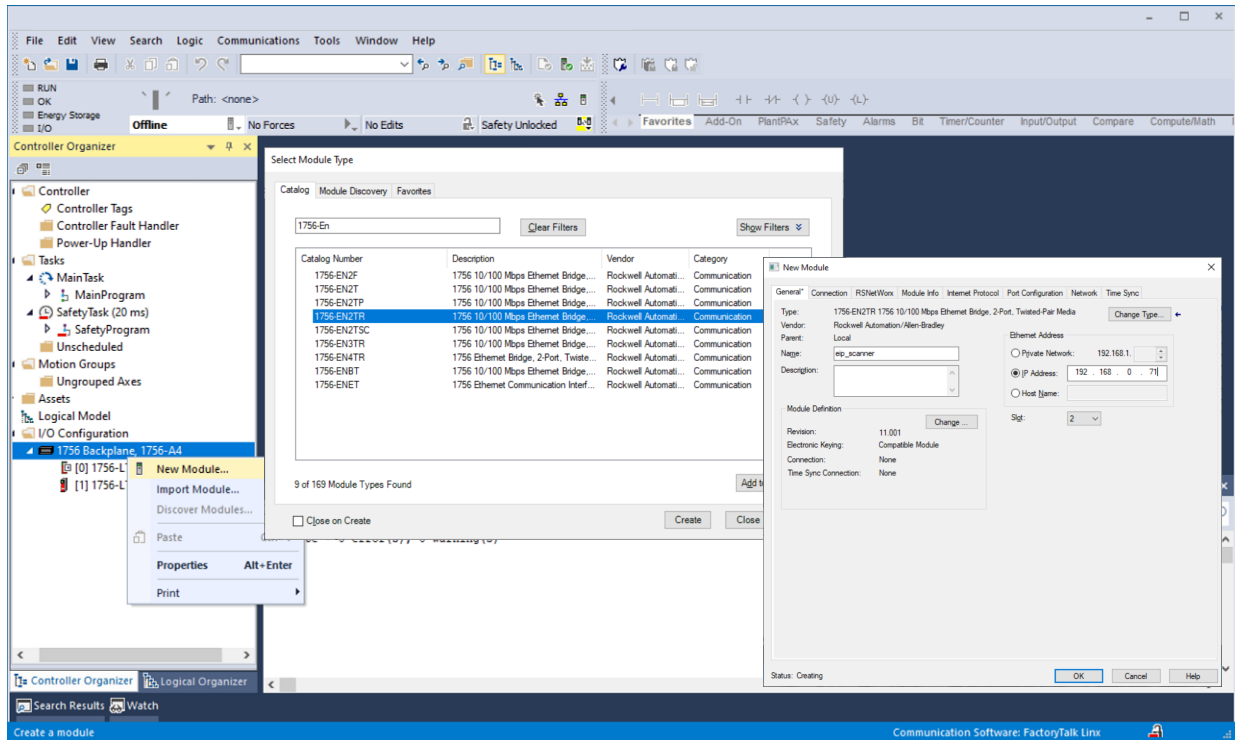 File Edit View Search Logic Communications Tools Window Help
RUN
OK
Energy Storage
I/O
Path: <none>
Offline
No Forces
No Edits
Safety Unlocked
Favorites Add-On PlantPAx Safety Alarms Bit Timer/Counter Input/Output Compare Compute/Math
Controller Organizer
Controller
Controller Tags
Controller Fault Handler
Power-Up Handler
Tasks
MainTask
MainProgram
SafetyTask (20 ms)
SafetyProgram
Unscheduled
Motion Groups
Ungrouped Axes
Assets
Logical Model
I/O Configuration
1756 Backplane, 1756-A4
[0] 1756-L
[1] 1756-L
New Module...
Import Module...
Discover Modules...
Paste
Properties Alt+Enter
Print
Select Module Type
Catalog Module Discovery Favorites
1756-En
Clear Filters
Show Filters
Catalog Number Description Vendor Category
1756-EN2F 1756 10/100 Mbps Ethernet Bridge,... Rockwell Automati... Communication
1756-EN2T 1756 10/100 Mbps Ethernet Bridge,... Rockwell Automati... Communication
1756-EN2TP 1756 10/100 Mbps Ethernet Bridge,... Rockwell Automati... Communication
1756-EN2TR 1756 10/100 Mbps Ethernet Bridge,... Rockwell Automati... Communication
1756-EN2TSC 1756 10/100 Mbps Ethernet Bridge,... Rockwell Automati... Communication
1756-EN3TR 1756 10/100 Mbps Ethernet Bridge,... Rockwell Automati... Communication
1756-EN4TR 1756 Ethernet Bridge, 2-Port, Twiste... Rockwell Automati... Communication
1756-ENBT 1756 10/100 Mbps Ethernet Bridge,... Rockwell Automati... Communication
1756-ENET 1756 Ethernet Communication Interf... Rockwell Automati... Communication
9 of 169 Module Types Found
Add t
Close on Create
Create
Close
New Module
General* Connection RSNetWorx Module Info Internet Protocol Port Configuration Network Time Sync
Type: 1756-EN2TR 1756 10/100 Mbps Ethernet Bridge, 2-Port, Twisted-Pair Media
Change Type...
Vendor: Rockwell Automation/Allen-Bradley
Parent: Local
Name: eip_scanner
Description:
Ethernet Address
Private Network: 192.168.1.
IP Address: 192 . 168 . 0 . 71
Host Name:
Module Definition
Change ...
Slot: 2
Revision: 11.001
Electronic Keying: Compatible Module
Connection: None
Time Sync Connection: None
Status: Creating
OK Cancel Help
Controller Organizer Logical Organizer
Search Results Watch
Create a module
Communication Software: FactoryTalk Linx